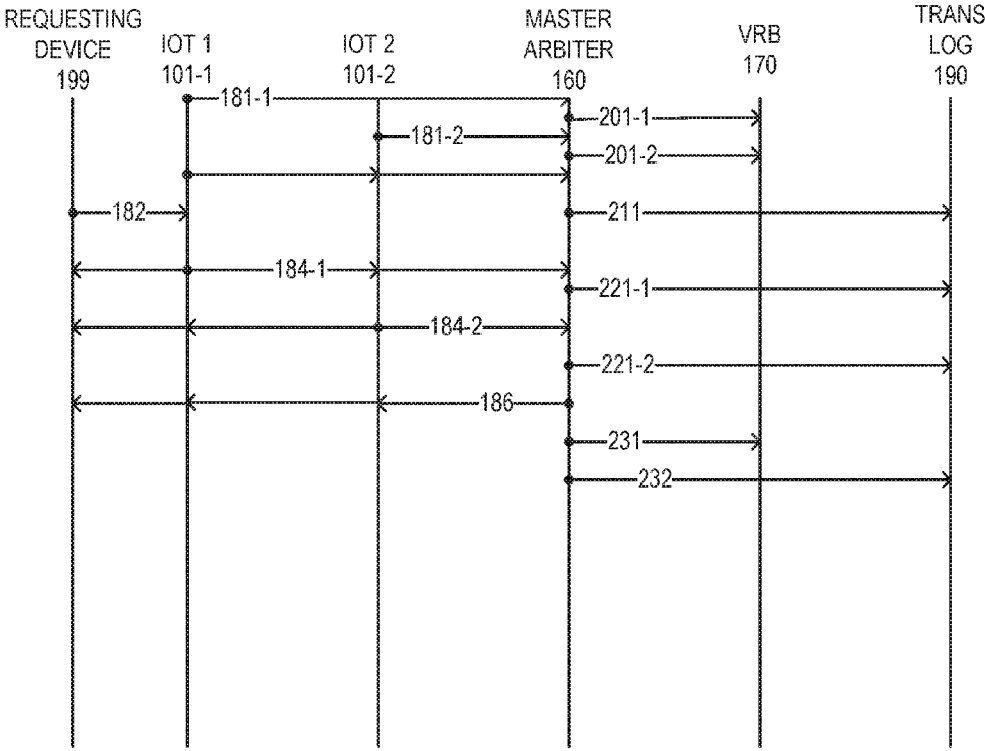 REQUESTING
DEVICE
199
IOT 1
101-1
IOT 2
101-2
MASTER
ARBITER
160
VRB
170
TRANS
LOG
190
181-1
201-1
181-2
201-2
182
211
184-1
221-1
184-2
221-2
186
231
232